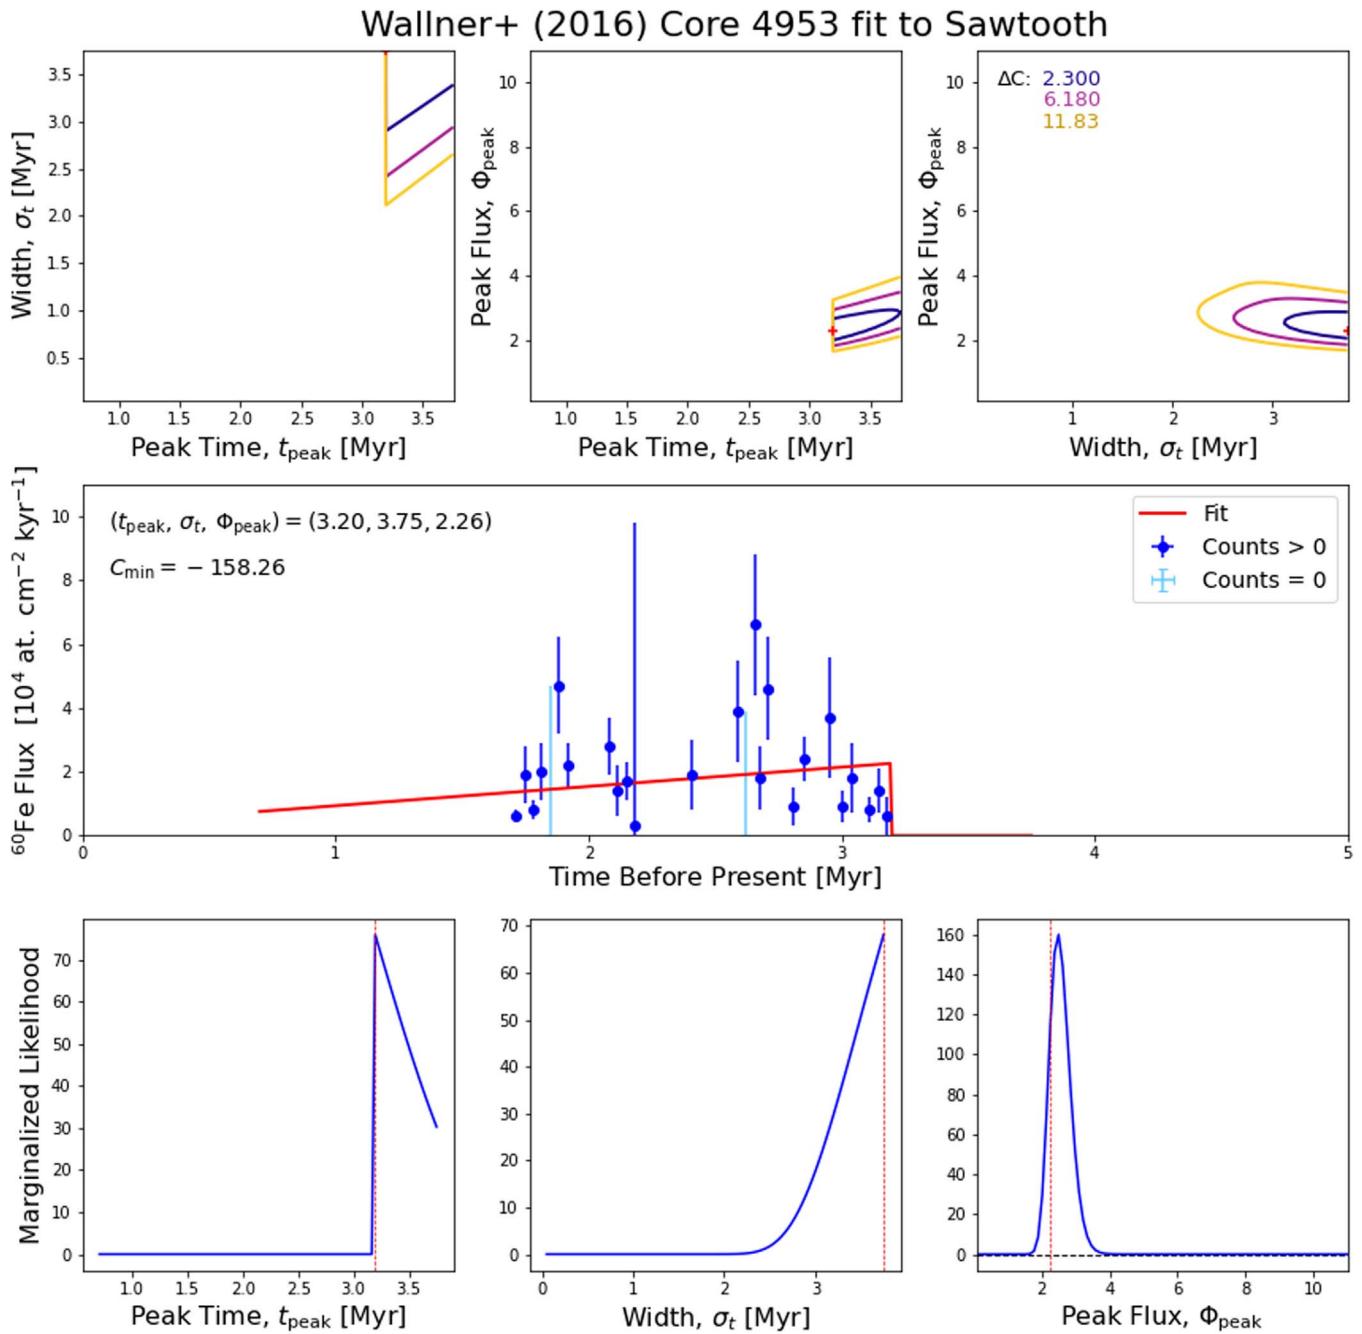 Wallner+ (2016) Core 4953 fit to Sawtooth
3.5
3.0
2.5
2.0
1.5
1.0
0.5
Width, σt [Myr]
1.0 1.5 2.0 2.5 3.0 3.5
Peak Time, tpeak [Myr]
10
8
6
4
2
Peak Flux, Φpeak
1.0 1.5 2.0 2.5 3.0 3.5
Peak Time, tpeak [Myr]
ΔC: 2.300
6.180
11.83
10
8
6
4
2
Peak Flux, Φpeak
1 2 3
Width, σt [Myr]
(tpeak, σt, Φpeak) = (3.20, 3.75, 2.26)
Cmin = − 158.26
Fit
Counts > 0
Counts = 0
10
8
6
4
2
0
⁶⁰Fe Flux [10⁴ at. cm⁻² kyr⁻¹]
0 1 2 3 4 5
Time Before Present [Myr]
70
60
50
40
30
20
10
0
Marginalized Likelihood
1.0 1.5 2.0 2.5 3.0 3.5
Peak Time, tpeak [Myr]
70
60
50
40
30
20
10
0
0 1 2 3
Width, σt [Myr]
160
140
120
100
80
60
40
20
0
2 4 6 8 10
Peak Flux, Φpeak